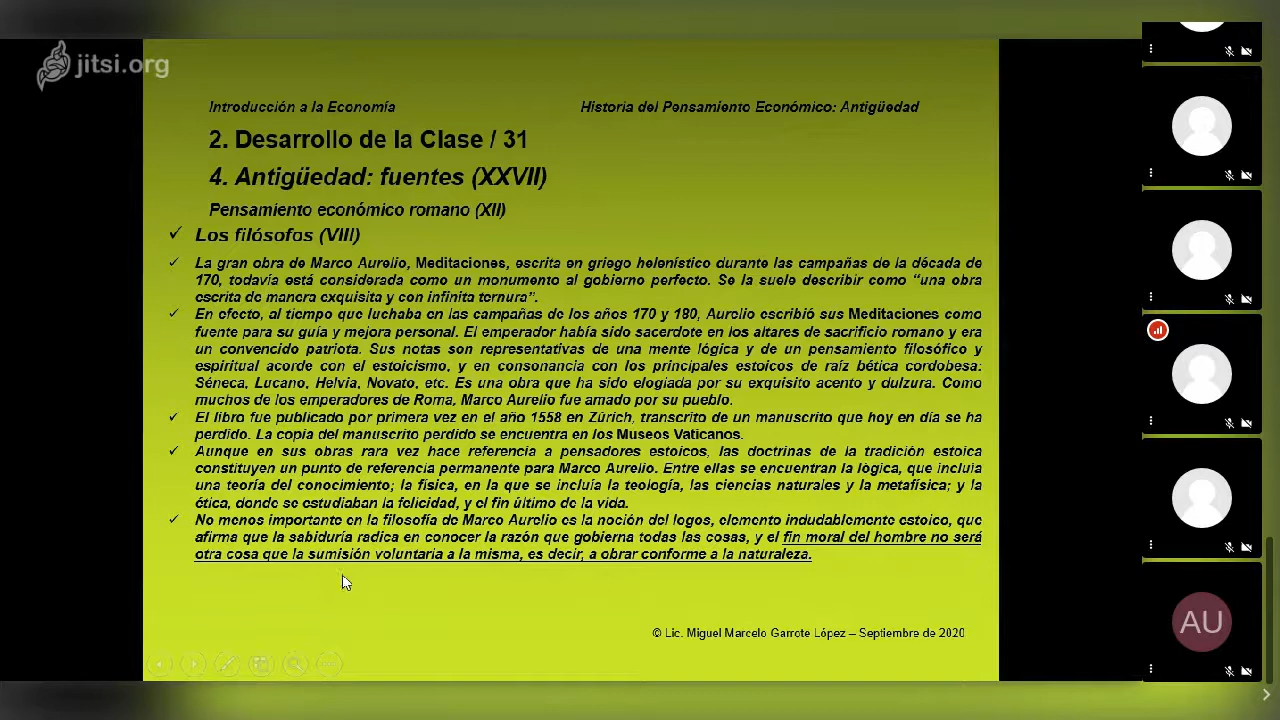 jitsi.org
Introducción a la Economía
Historia del Pensamiento Económico: Antigüedad
2. Desarrollo de la Clase / 31
4. Antigüedad: fuentes (XXVII)
Pensamiento económico romano (XII)
✓ Los filósofos (VIII)
✓ La gran obra de Marco Aurelio, Meditaciones, escrita en griego helenístico durante las campañas de la década de
170, todavía está considerada como un monumento al gobierno perfecto. Se la suele describir como “una obra
escrita de manera exquisita y con infinita ternura”.
✓ En efecto, al tiempo que luchaba en las campañas de los años 170 y 180, Aurelio escribió sus Meditaciones como
fuente para su guía y mejora personal. El emperador había sido sacerdote en los altares de sacrificio romano y era
un convencido patriota. Sus notas son representativas de una mente lógica y de un pensamiento filosófico y
espiritual acorde con el estoicismo, y en consonancia con los principales estoicos de raíz bética cordobesa:
Séneca, Lucano, Helvia, Novato, etc. Es una obra que ha sido elogiada por su exquisito acento y dulzura. Como
muchos de los emperadores de Roma, Marco Aurelio fue amado por su pueblo.
✓ El libro fue publicado por primera vez en el año 1558 en Zúrich, transcrito de un manuscrito que hoy en día se ha
perdido. La copia del manuscrito perdido se encuentra en los Museos Vaticanos.
✓ Aunque en sus obras rara vez hace referencia a pensadores estoicos, las doctrinas de la tradición estoica
constituyen un punto de referencia permanente para Marco Aurelio. Entre ellas se encuentran la lógica, que incluía
una teoría del conocimiento; la física, en la que se incluía la teología, las ciencias naturales y la metafísica; y la
ética, donde se estudiaban la felicidad, y el fin último de la vida.
✓ No menos importante en la filosofía de Marco Aurelio es la noción del logos, elemento indudablemente estoico, que
afirma que la sabiduría radica en conocer la razón que gobierna todas las cosas, y el fin moral del hombre no será
otra cosa que la sumisión voluntaria a la misma, es decir, a obrar conforme a la naturaleza.
© Lic. Miguel Marcelo Garrote López – Septiembre de 2020
AU